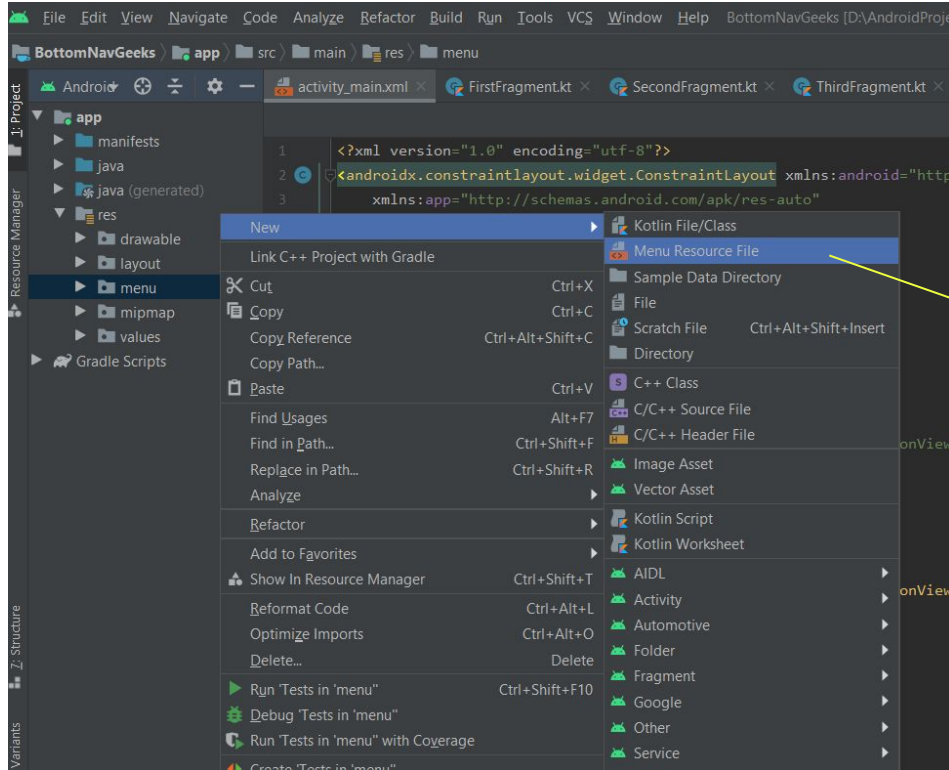 File Edit View Navigate Code Analyze Refactor Build Run Tools VCS Window Help BottomNavGeeks [D:\AndroidProje
BottomNavGeeks app src main res menu
Android activity_main.xml FirstFragment.kt SecondFragment.kt ThirdFragment.kt
1: Project
Resource Manager
7: Structure
Variants
app
manifests
java
java (generated)
res
drawable
layout
menu
mipmap
values
Gradle Scripts
1 <?xml version="1.0" encoding="utf-8"?>
2 <androidx.constraintlayout.widget.ConstraintLayout xmlns:android="http
3 xmlns:app="http://schemas.android.com/apk/res-auto"
onView
onView
New
Link C++ Project with Gradle
Cut Ctrl+X
Copy Ctrl+C
Copy Reference Ctrl+Alt+Shift+C
Copy Path...
Paste Ctrl+V
Find Usages Alt+F7
Find in Path... Ctrl+Shift+F
Replace in Path... Ctrl+Shift+R
Analyze
Refactor
Add to Favorites
Show In Resource Manager Ctrl+Shift+T
Reformat Code Ctrl+Alt+L
Optimize Imports Ctrl+Alt+O
Delete... Delete
Run 'Tests in 'menu'' Ctrl+Shift+F10
Debug 'Tests in 'menu''
Run 'Tests in 'menu'' with Coverage
Create 'Tests in 'menu''...
Kotlin File/Class
Menu Resource File
Sample Data Directory
File
Scratch File Ctrl+Alt+Shift+Insert
Directory
C++ Class
C/C++ Source File
C/C++ Header File
Image Asset
Vector Asset
Kotlin Script
Kotlin Worksheet
AIDL
Activity
Automotive
Folder
Fragment
Google
Other
Service